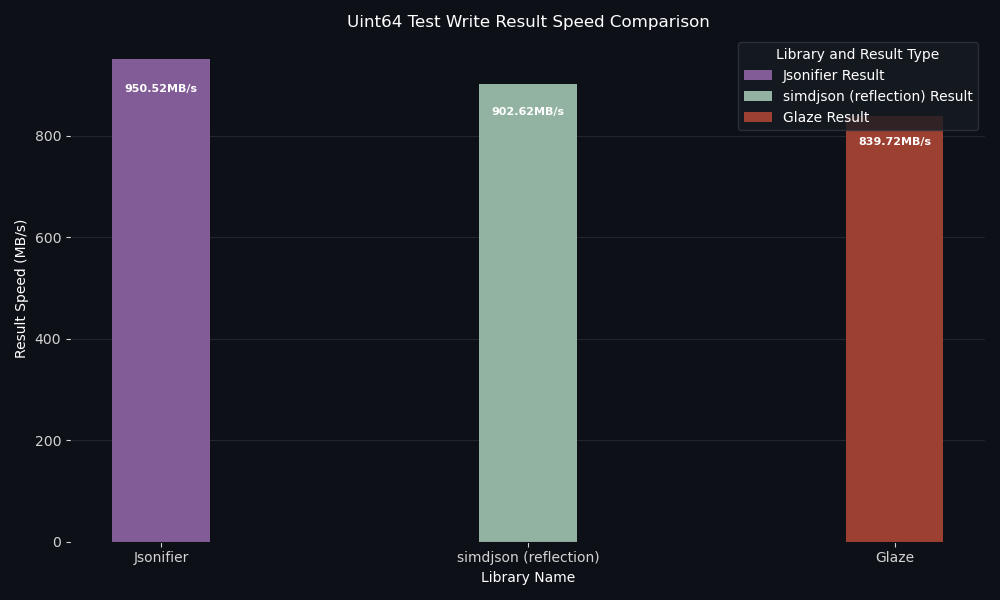 Uint64 Test Write Result Speed Comparison
Library and Result Type
Jsonifier Result
simdjson (reflection) Result
Glaze Result
950.52MB/s
902.62MB/s
839.72MB/s
Result Speed (MB/s)
800
600
400
200
0
Jsonifier
simdjson (reflection)
Glaze
Library Name